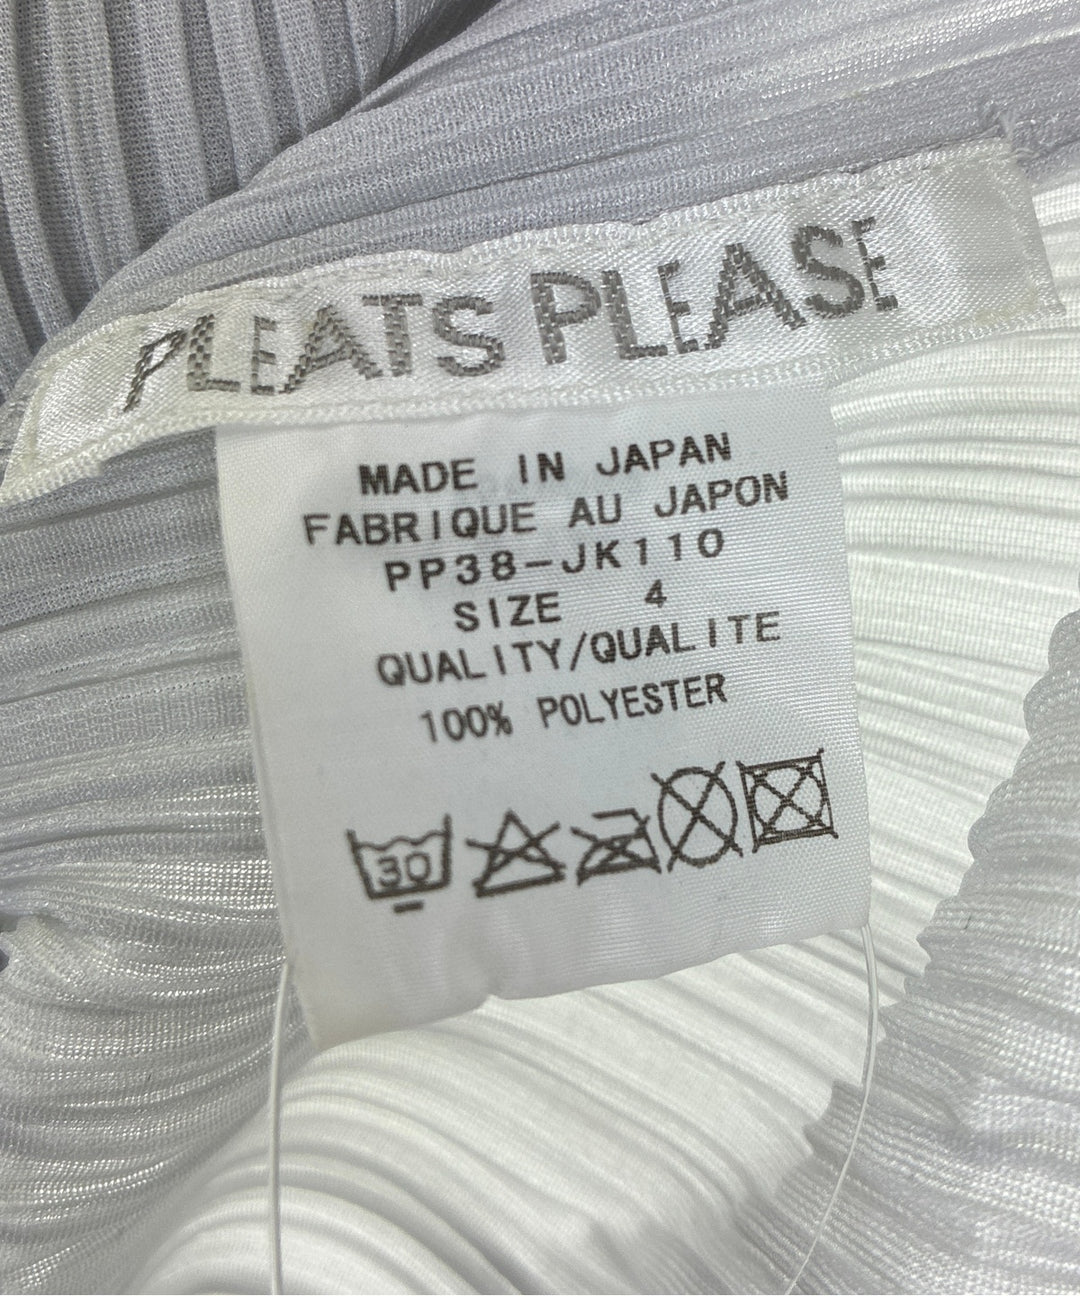 PLEATS PLEASE
MADE IN JAPAN
FABRIQUE AU JAPON
PP38-JK110
SIZE 4
QUALITY/QUALITE
100% POLYESTER
30